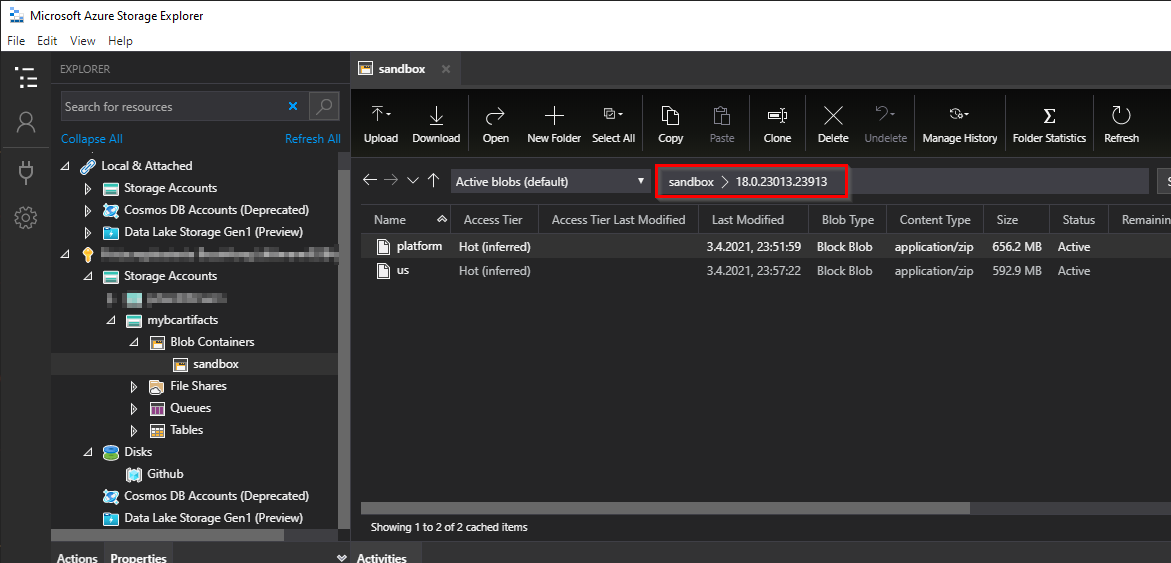 Microsoft Azure Storage Explorer
File Edit View Help
EXPLORER
Search for resources
Collapse All Refresh All
Local & Attached
Storage Accounts
Cosmos DB Accounts (Deprecated)
Data Lake Storage Gen1 (Preview)
Storage Accounts
mybcartifacts
Blob Containers
sandbox
File Shares
Queues
Tables
Disks
Github
Cosmos DB Accounts (Deprecated)
Data Lake Storage Gen1 (Preview)
Actions Properties
sandbox
Upload Download Open New Folder Select All Copy Paste Clone Delete Undelete Manage History Folder Statistics Refresh
Active blobs (default) sandbox 18.0.23013.23913
Name Access Tier Access Tier Last Modified Last Modified Blob Type Content Type Size Status Remaining
platform Hot (inferred) 3.4.2021, 23:51:59 Block Blob application/zip 656.2 MB Active
us Hot (inferred) 3.4.2021, 23:57:22 Block Blob application/zip 592.9 MB Active
Showing 1 to 2 of 2 cached items
Activities